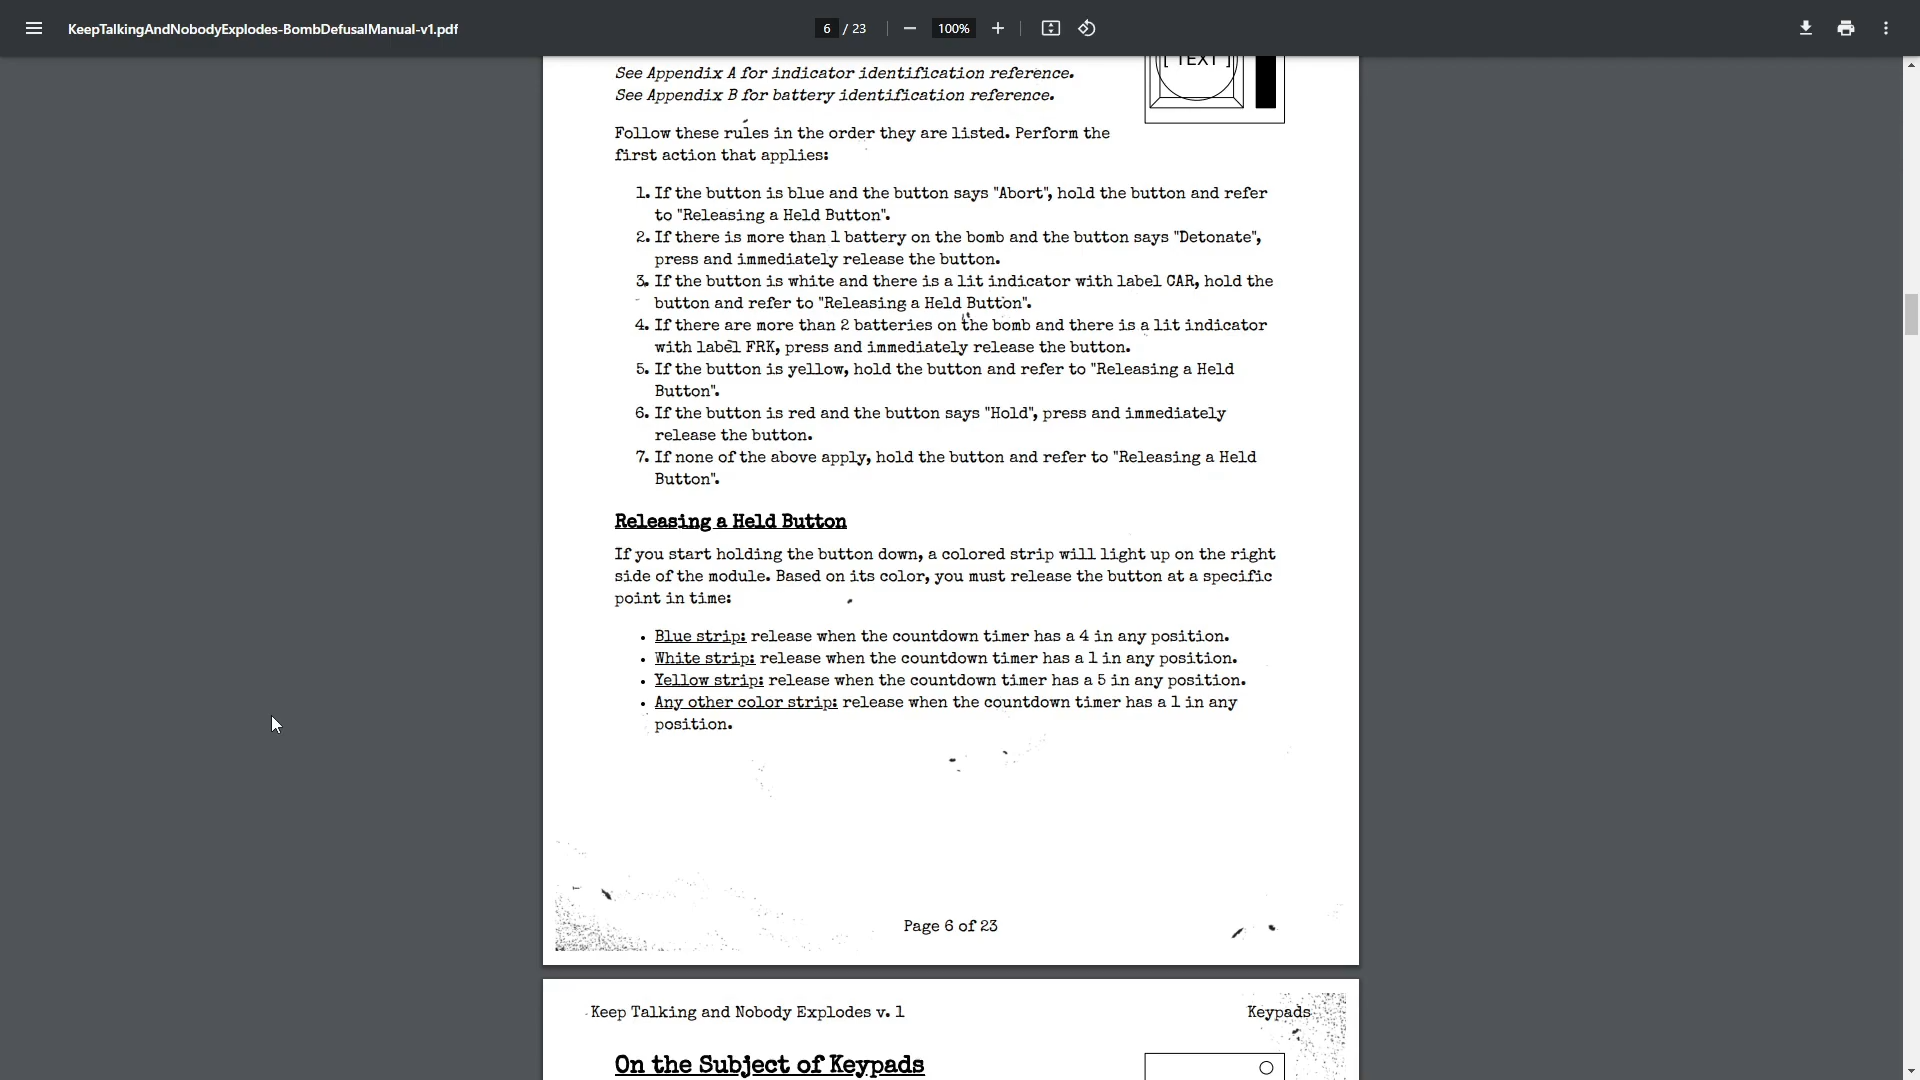 KeepTalkingAndNobodyExplodes-BombDefusalManual-v1.pdf
6 / 23
100%
See Appendix A for indicator identification reference.
See Appendix B for battery identification reference.
[ TEXT ]
Follow these rules in the order they are listed. Perform the
first action that applies:
1. If the button is blue and the button says "Abort", hold the button and refer
to "Releasing a Held Button".
2. If there is more than 1 battery on the bomb and the button says "Detonate",
press and immediately release the button.
3. If the button is white and there is a lit indicator with label CAR, hold the
button and refer to "Releasing a Held Button".
4. If there are more than 2 batteries on the bomb and there is a lit indicator
with label FRK, press and immediately release the button.
5. If the button is yellow, hold the button and refer to "Releasing a Held
Button".
6. If the button is red and the button says "Hold", press and immediately
release the button.
7. If none of the above apply, hold the button and refer to "Releasing a Held
Button".
Releasing a Held Button
If you start holding the button down, a colored strip will light up on the right
side of the module. Based on its color, you must release the button at a specific
point in time:
• Blue strip: release when the countdown timer has a 4 in any position.
• White strip: release when the countdown timer has a 1 in any position.
• Yellow strip: release when the countdown timer has a 5 in any position.
• Any other color strip: release when the countdown timer has a 1 in any
position.
Page 6 of 23
Keep Talking and Nobody Explodes v. 1
Keypads
On the Subject of Keypads